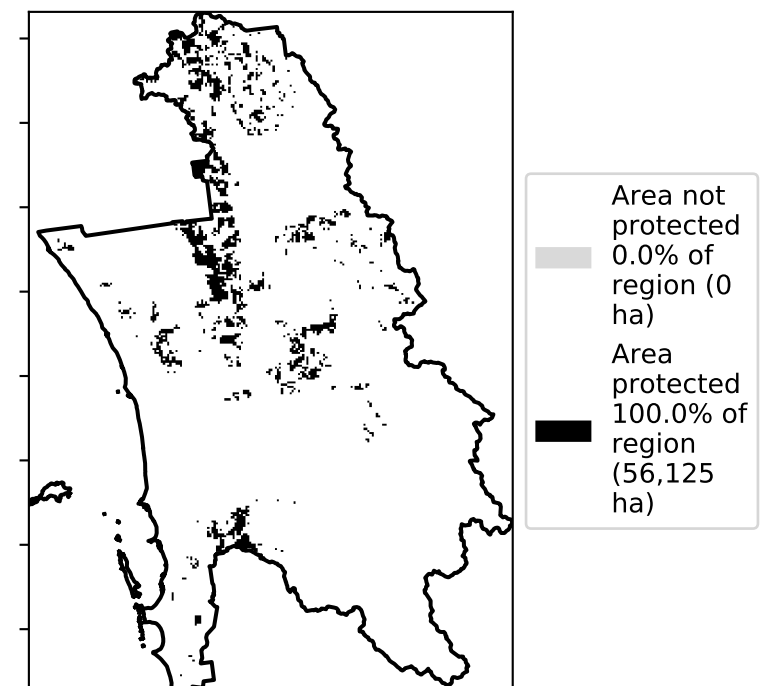 Area not
protected
0.0% of
region (0
ha)
Area
protected
100.0% of
region
(56,125
ha)